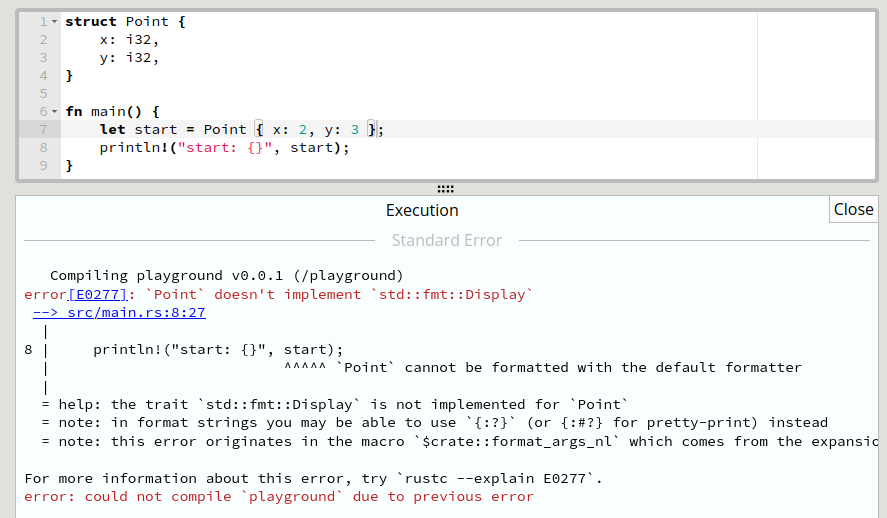 1 struct Point {
2     x: i32,
3     y: i32,
4 }
5
6 fn main() {
7     let start = Point { x: 2, y: 3 };
8     println!("start: {}", start);
9 }
Execution
Close
Standard Error
   Compiling playground v0.0.1 (/playground)
error[E0277]: `Point` doesn't implement `std::fmt::Display`
 --> src/main.rs:8:27
  |
8 |     println!("start: {}", start);
  |                           ^^^^^ `Point` cannot be formatted with the default formatter
  |
  = help: the trait `std::fmt::Display` is not implemented for `Point`
  = note: in format strings you may be able to use `{:?}` (or {:#?} for pretty-print) instead
  = note: this error originates in the macro `$crate::format_args_nl` which comes from the
For more information about this error, try `rustc --explain E0277`.
error: could not compile `playground` due to previous error